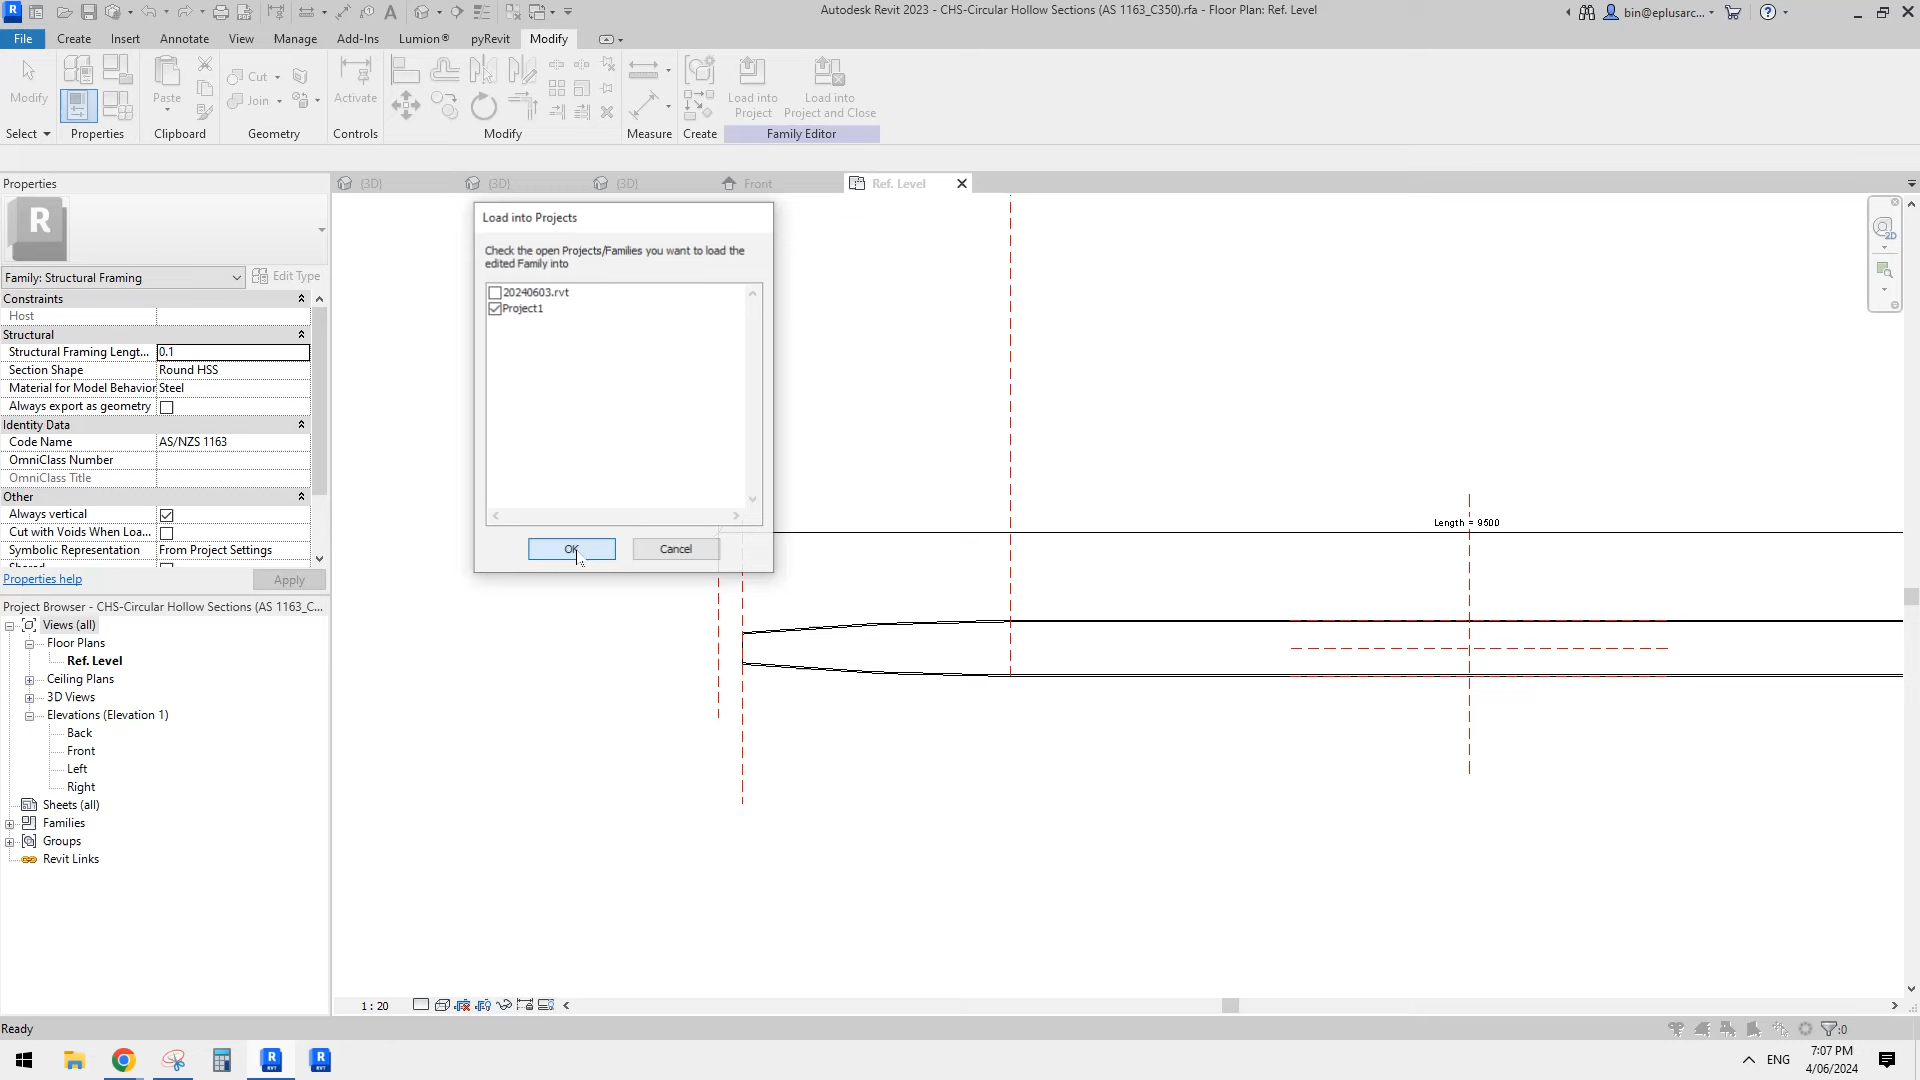 Autodesk Revit 2023 - CHS-Circular Hollow Sections (AS 1163_C350).rfa - Floor Plan: Ref. Level
bin@eplusarc...
File
Create
Insert
Annotate
View
Manage
Add-Ins
Lumion®
pyRevit
Modify
Modify
Paste
Cut
Join
Activate
Load into
Project
Load into
Project and Close
Select
Properties
Clipboard
Geometry
Controls
Modify
Measure
Create
Family Editor
Properties
{3D}
{3D}
{3D}
Front
Ref. Level
R
Family: Structural Framing
Edit Type
Constraints
Host
Structural
Structural Framing Lengt...
0.1
Section Shape
Round HSS
Material for Model Behavior
Steel
Always export as geometry
Identity Data
Code Name
AS/NZS 1163
OmniClass Number
OmniClass Title
Other
Always vertical
Cut with Voids When Loa...
Symbolic Representation
From Project Settings
Properties help
Apply
Load into Projects
Check the open Projects/Families you want to load the
edited Family into
20240603.rvt
Project1
OK
Cancel
Length = 9500
2D
Project Browser - CHS-Circular Hollow Sections (AS 1163_C...
Views (all)
Floor Plans
Ref. Level
Ceiling Plans
3D Views
Elevations (Elevation 1)
Back
Front
Left
Right
Sheets (all)
Families
Groups
Revit Links
1 : 20
Ready
:0
R
RVT
R
RVT
ENG
7:07 PM
4/06/2024